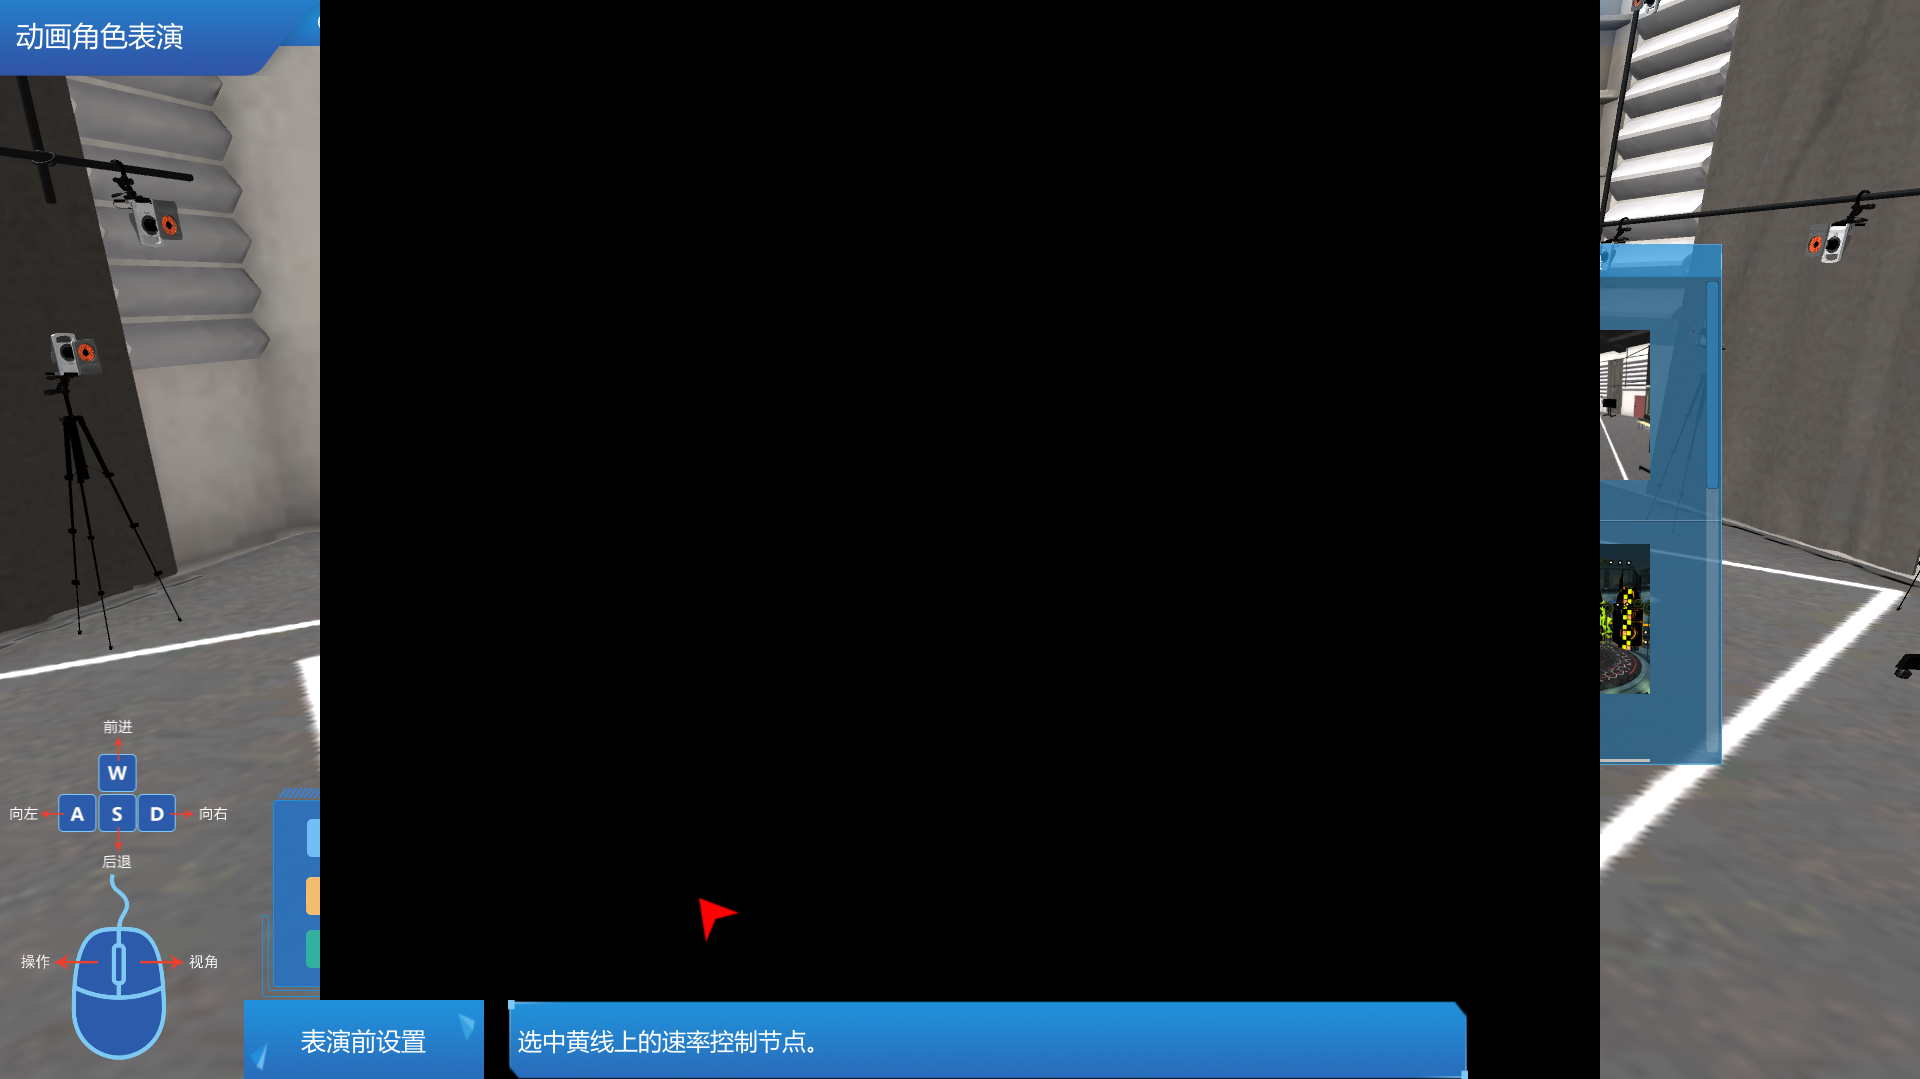 动画角色表演
前进
W
向左 A S D 向右
后退
操作 视角
表演前设置
选中黄线上的速率控制节点。